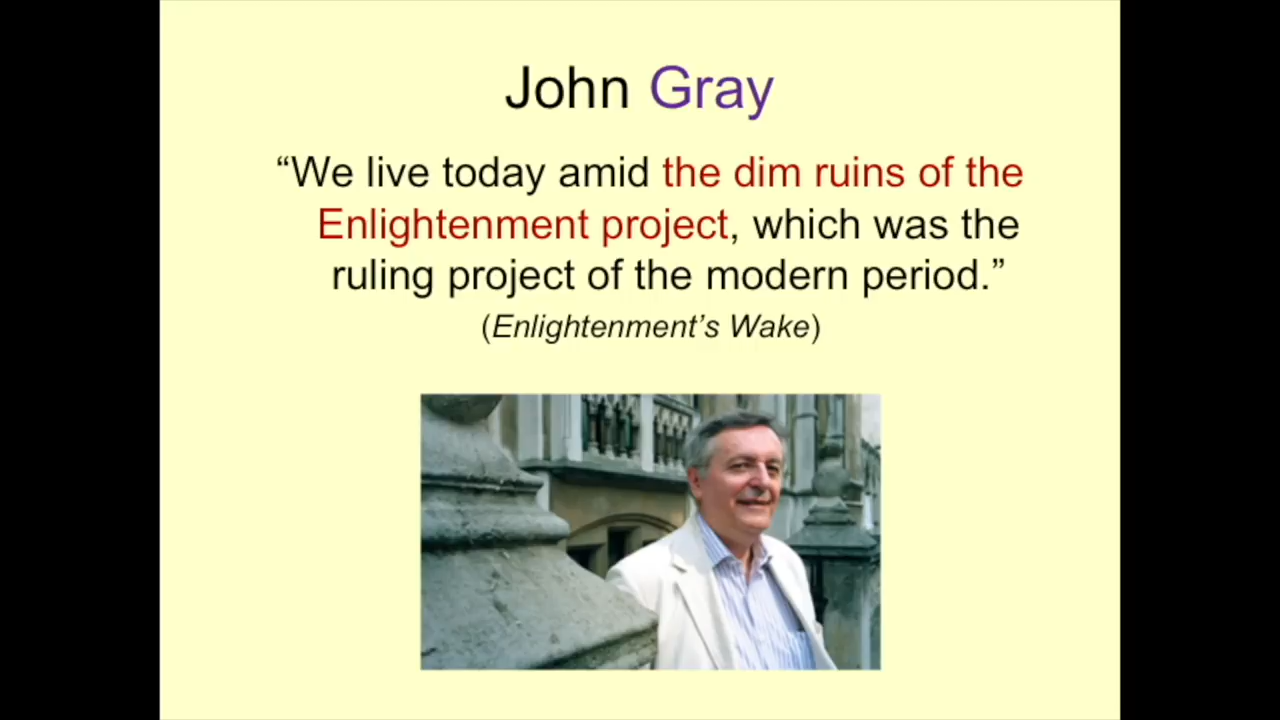 John Gray
“We live today amid the dim ruins of the
Enlightenment project, which was the
ruling project of the modern period.”
(Enlightenment’s Wake)